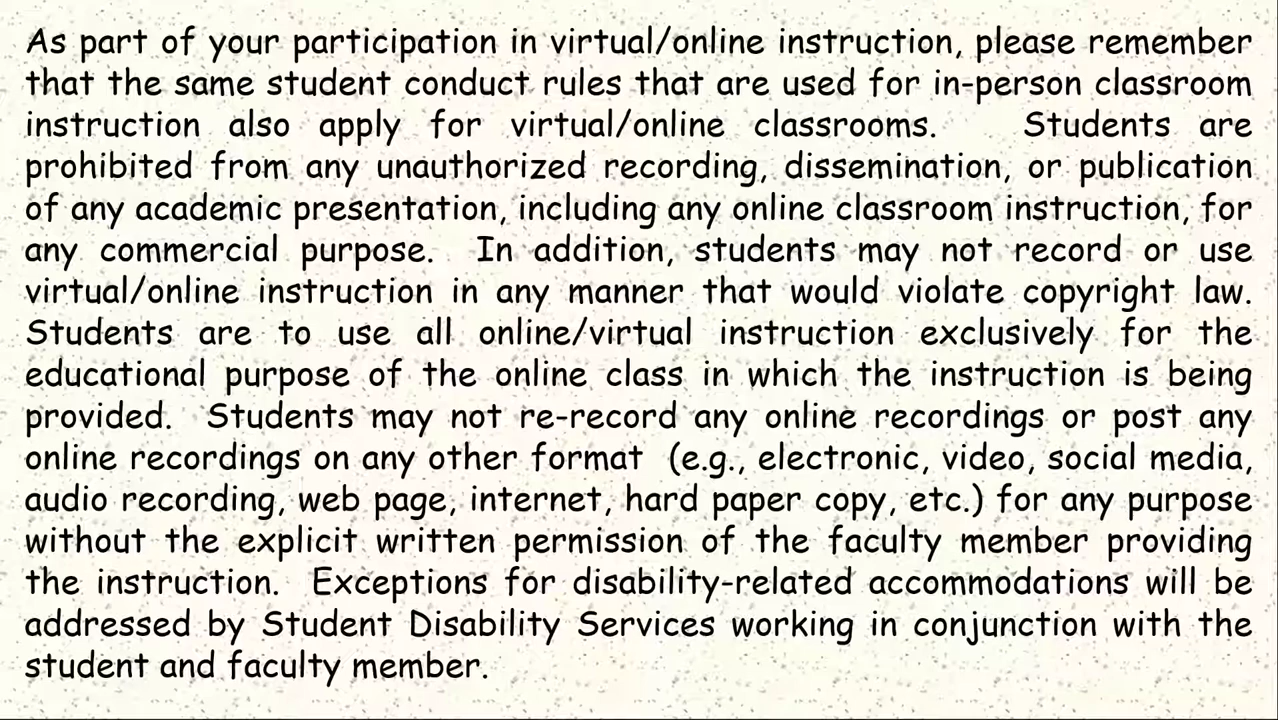 As part of your participation in virtual/online instruction, please remember
that the same student conduct rules that are used for in-person classroom
instruction also apply for virtual/online classrooms. Students are
prohibited from any unauthorized recording, dissemination, or publication
of any academic presentation, including any online classroom instruction, for
any commercial purpose. In addition, students may not record or use
virtual/online instruction in any manner that would violate copyright law.
Students are to use all online/virtual instruction exclusively for the
educational purpose of the online class in which the instruction is being
provided. Students may not re-record any online recordings or post any
online recordings on any other format (e.g., electronic, video, social media,
audio recording, web page, internet, hard paper copy, etc.) for any purpose
without the explicit written permission of the faculty member providing
the instruction. Exceptions for disability-related accommodations will be
addressed by Student Disability Services working in conjunction with the
student and faculty member.